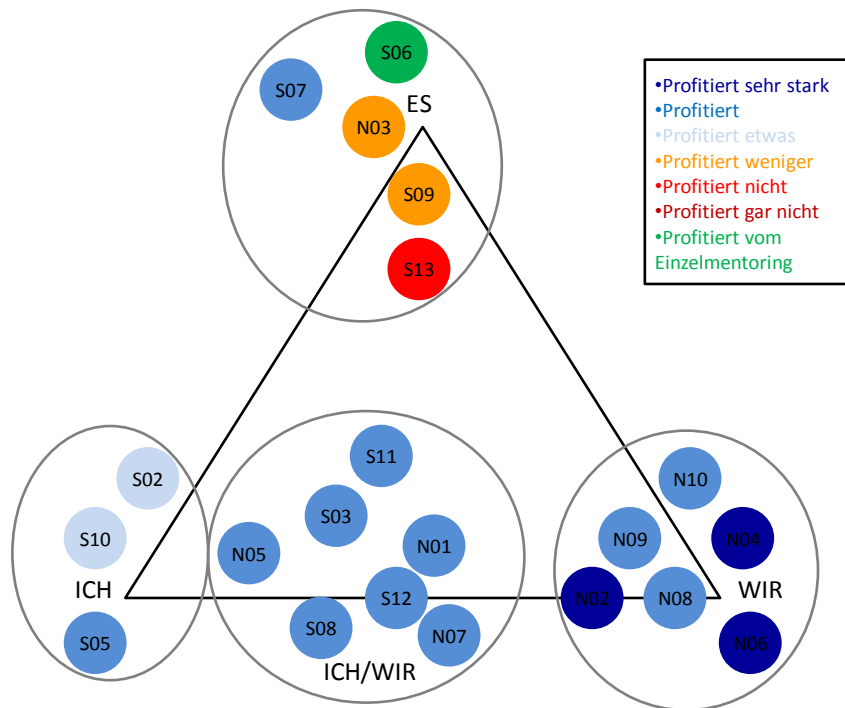 S06
S07
ES
N03
S09
S13
•Profitiert sehr stark
•Profitiert
•Profitiert etwas
•Profitiert weniger
•Profitiert nicht
•Profitiert gar nicht
•Profitiert vom
Einzelmentoring
S02
S10
ICH
S05
S11
S03
N05
N01
S12
S08
N07
ICH/WIR
N10
N09
N04
N02
N08
WIR
N06